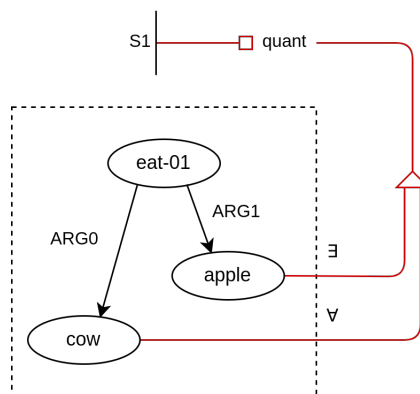 S1 quant
eat-01
ARG1
ARG0
∃
apple
∀
cow